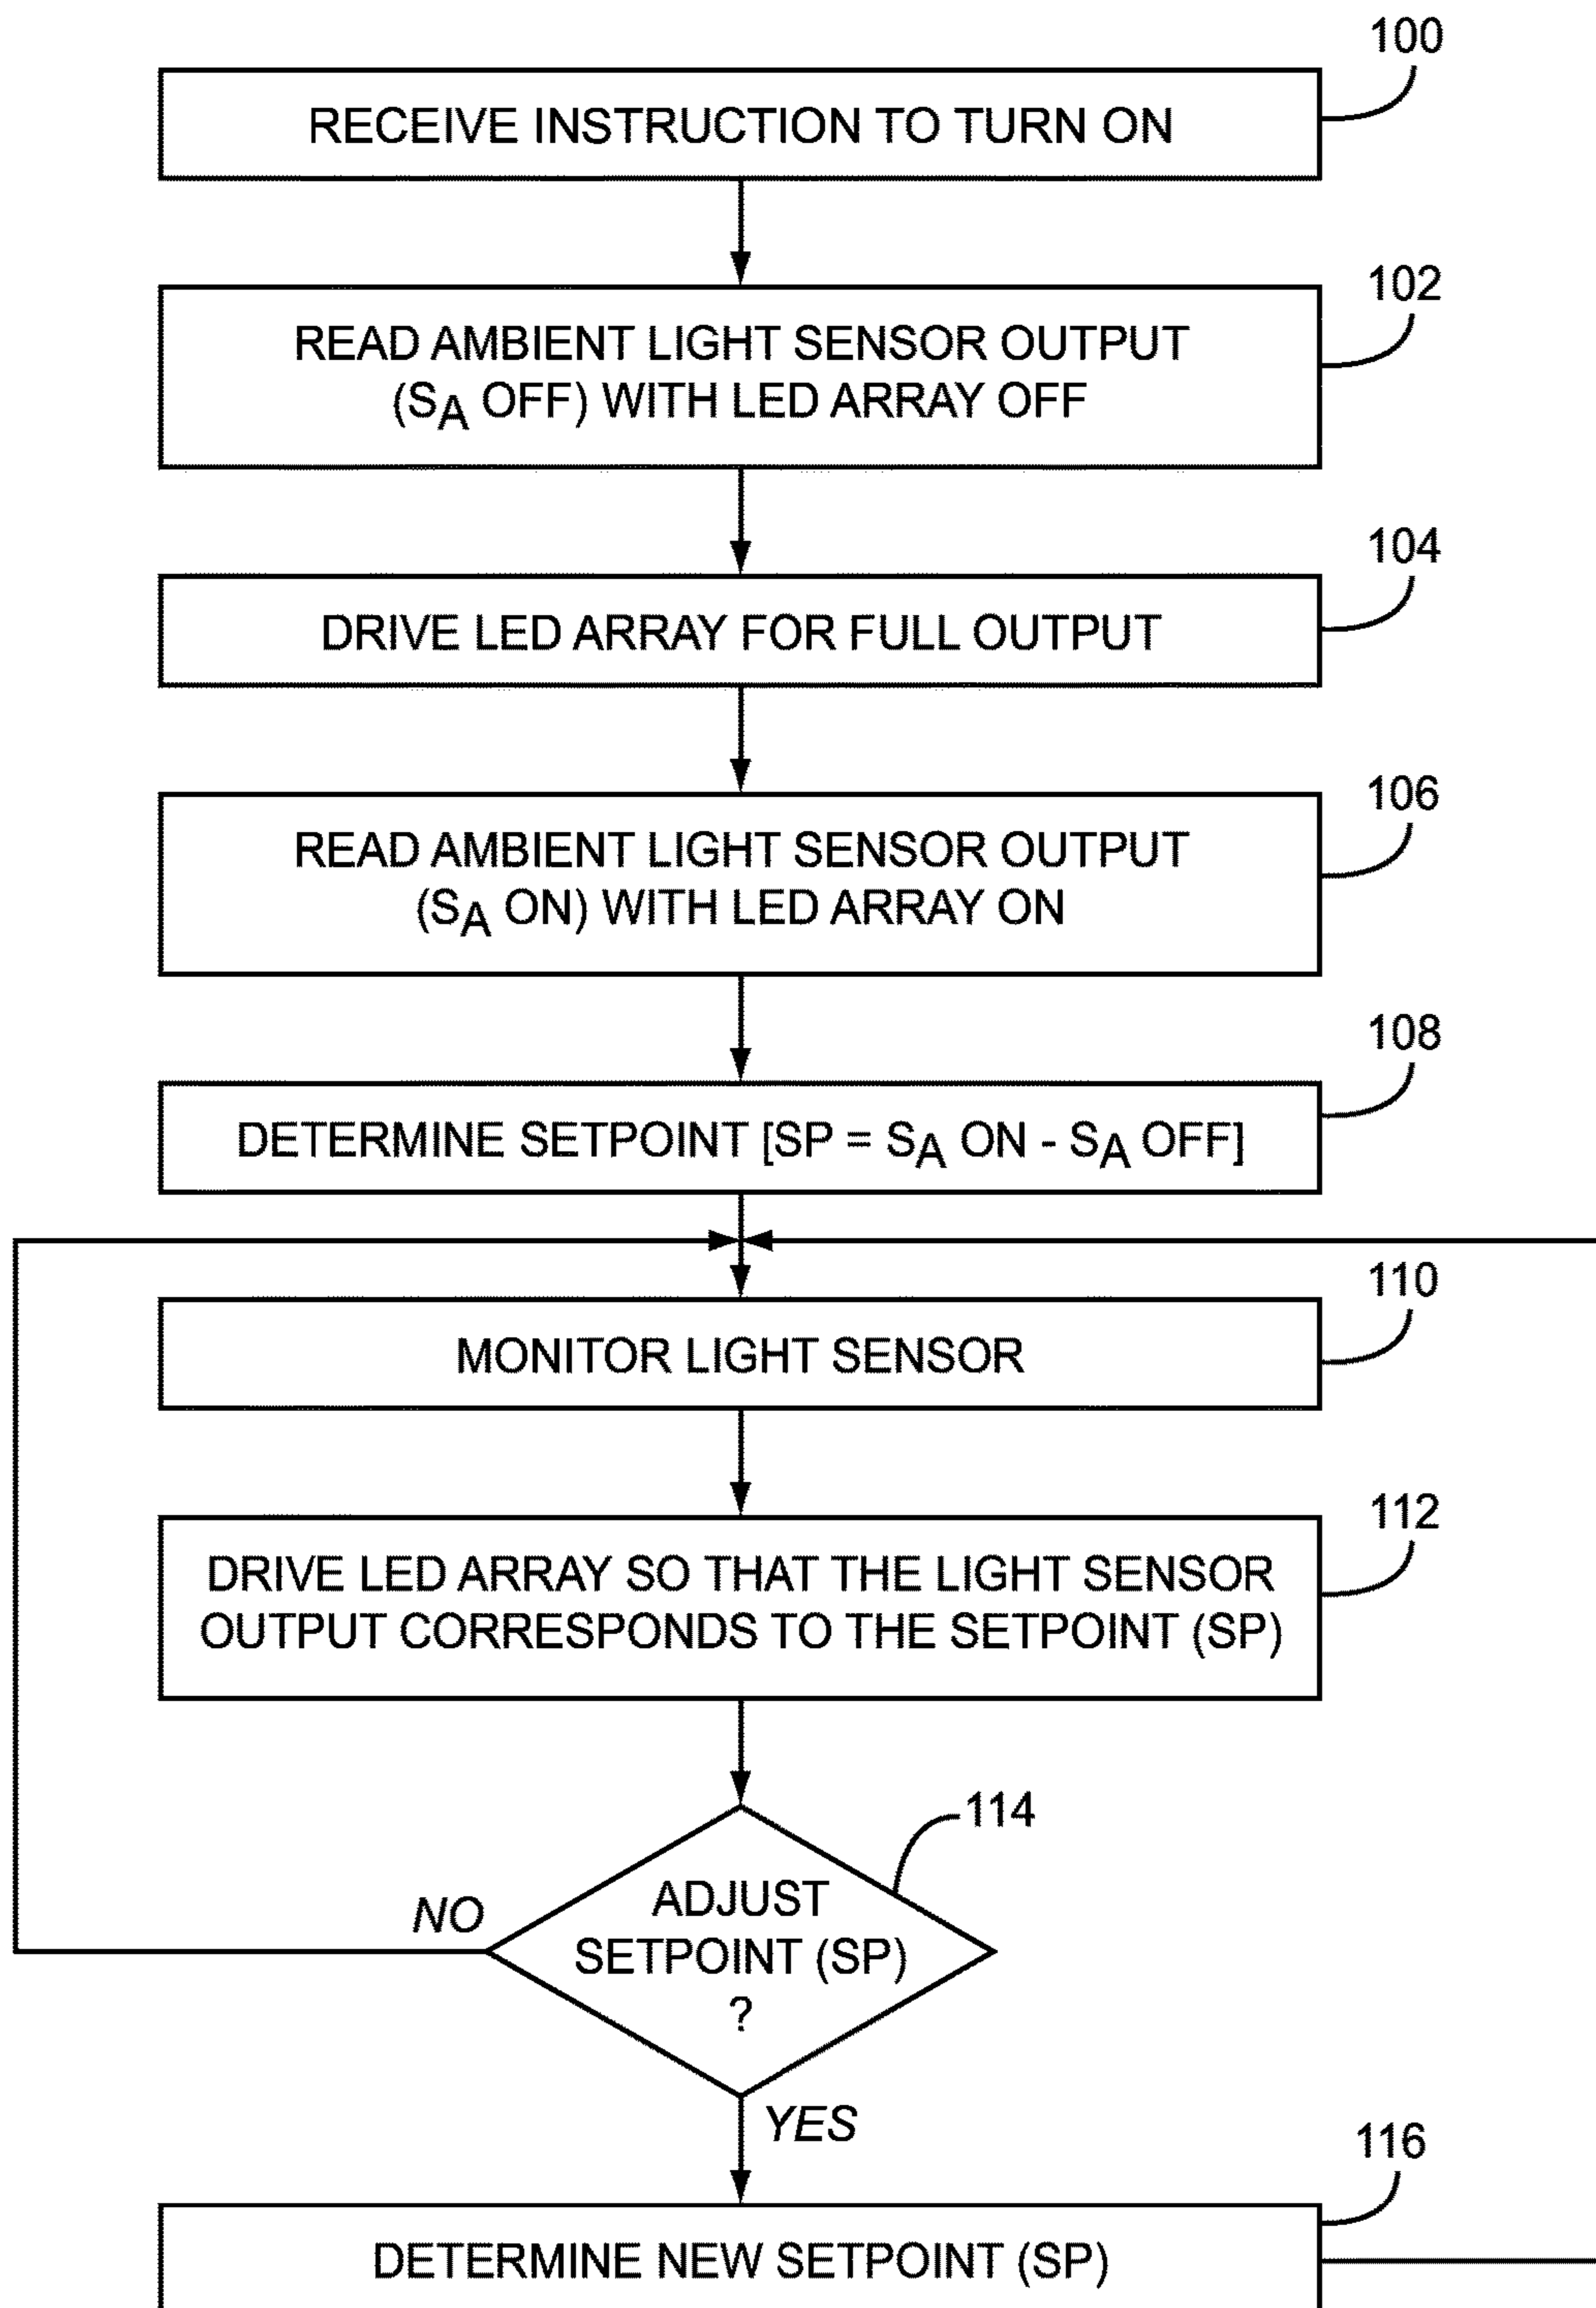 100
RECEIVE INSTRUCTION TO TURN ON
102
READ AMBIENT LIGHT SENSOR OUTPUT
(SA OFF) WITH LED ARRAY OFF
104
DRIVE LED ARRAY FOR FULL OUTPUT
106
READ AMBIENT LIGHT SENSOR OUTPUT
(SA ON) WITH LED ARRAY ON
108
DETERMINE SETPOINT [SP = SA ON - SA OFF]
110
MONITOR LIGHT SENSOR
112
DRIVE LED ARRAY SO THAT THE LIGHT SENSOR
OUTPUT CORRESPONDS TO THE SETPOINT (SP)
114
NO
ADJUST
SETPOINT (SP)
?
YES
116
DETERMINE NEW SETPOINT (SP)